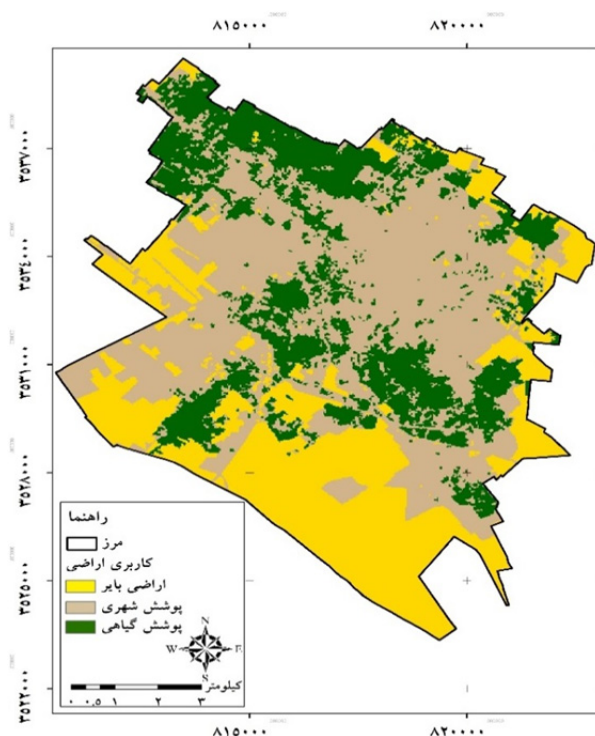 ۸۱۵۰۰۰ ۸۲۰۰۰۰
۳۵۳۷۰۰۰
۳۵۳۴۰۰۰
۳۵۳۱۰۰۰
۳۵۲۸۰۰۰
۳۵۲۵۰۰۰
۳۵۲۲۰۰۰
راهنما
مرز
کاربری اراضی
اراضی بایر
پوشش شهری
پوشش گیاهی
N
W E
S
کیلومتر
۰ ۰.۵ ۱ ۲ ۳
۸۱۵۰۰۰ ۸۲۰۰۰۰